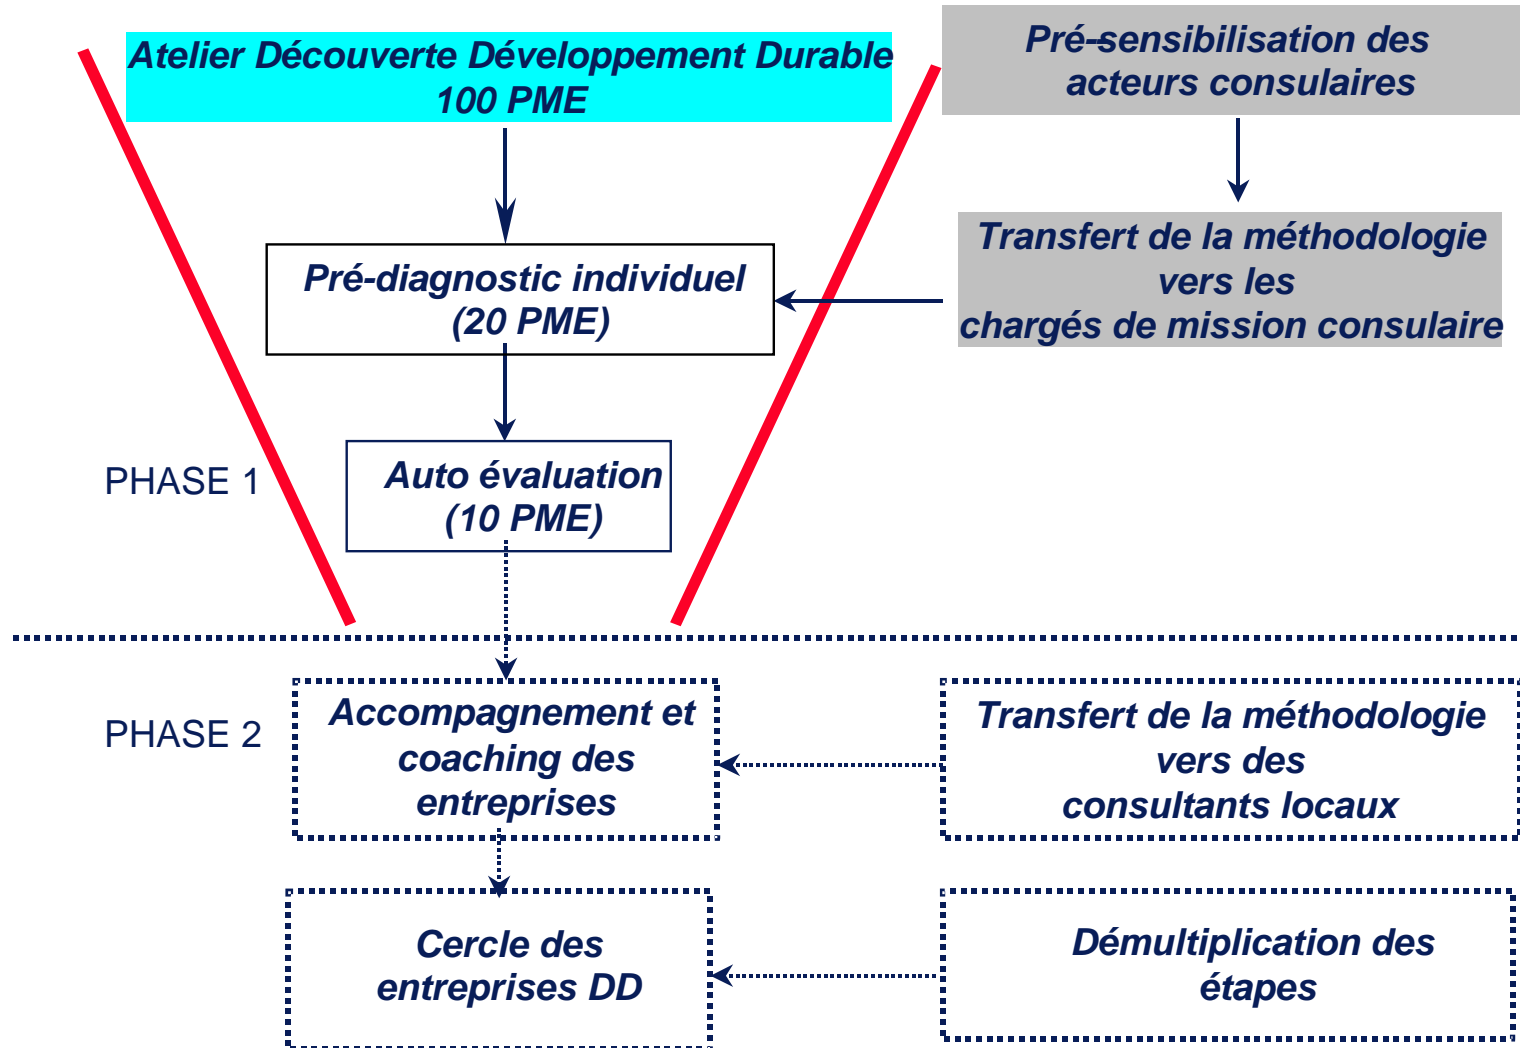 Atelier Découverte Développement Durable
100 PME
Pré-sensibilisation des
acteurs consulaires
Transfert de la méthodologie
vers les
chargés de mission consulaire
Pré-diagnostic individuel
(20 PME)
PHASE 1
Auto évaluation
(10 PME)
PHASE 2
Accompagnement et
coaching des
entreprises
Transfert de la méthodologie
vers des
consultants locaux
Cercle des
entreprises DD
Démultiplication des
étapes